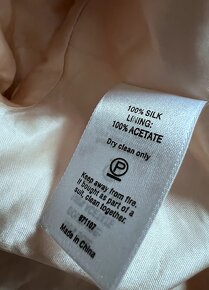 100% SILK
LINING:
100% ACETATE
Dry clean only
P
Keep away from fire.
If bought as part of a
suit, clean together.
Made in China